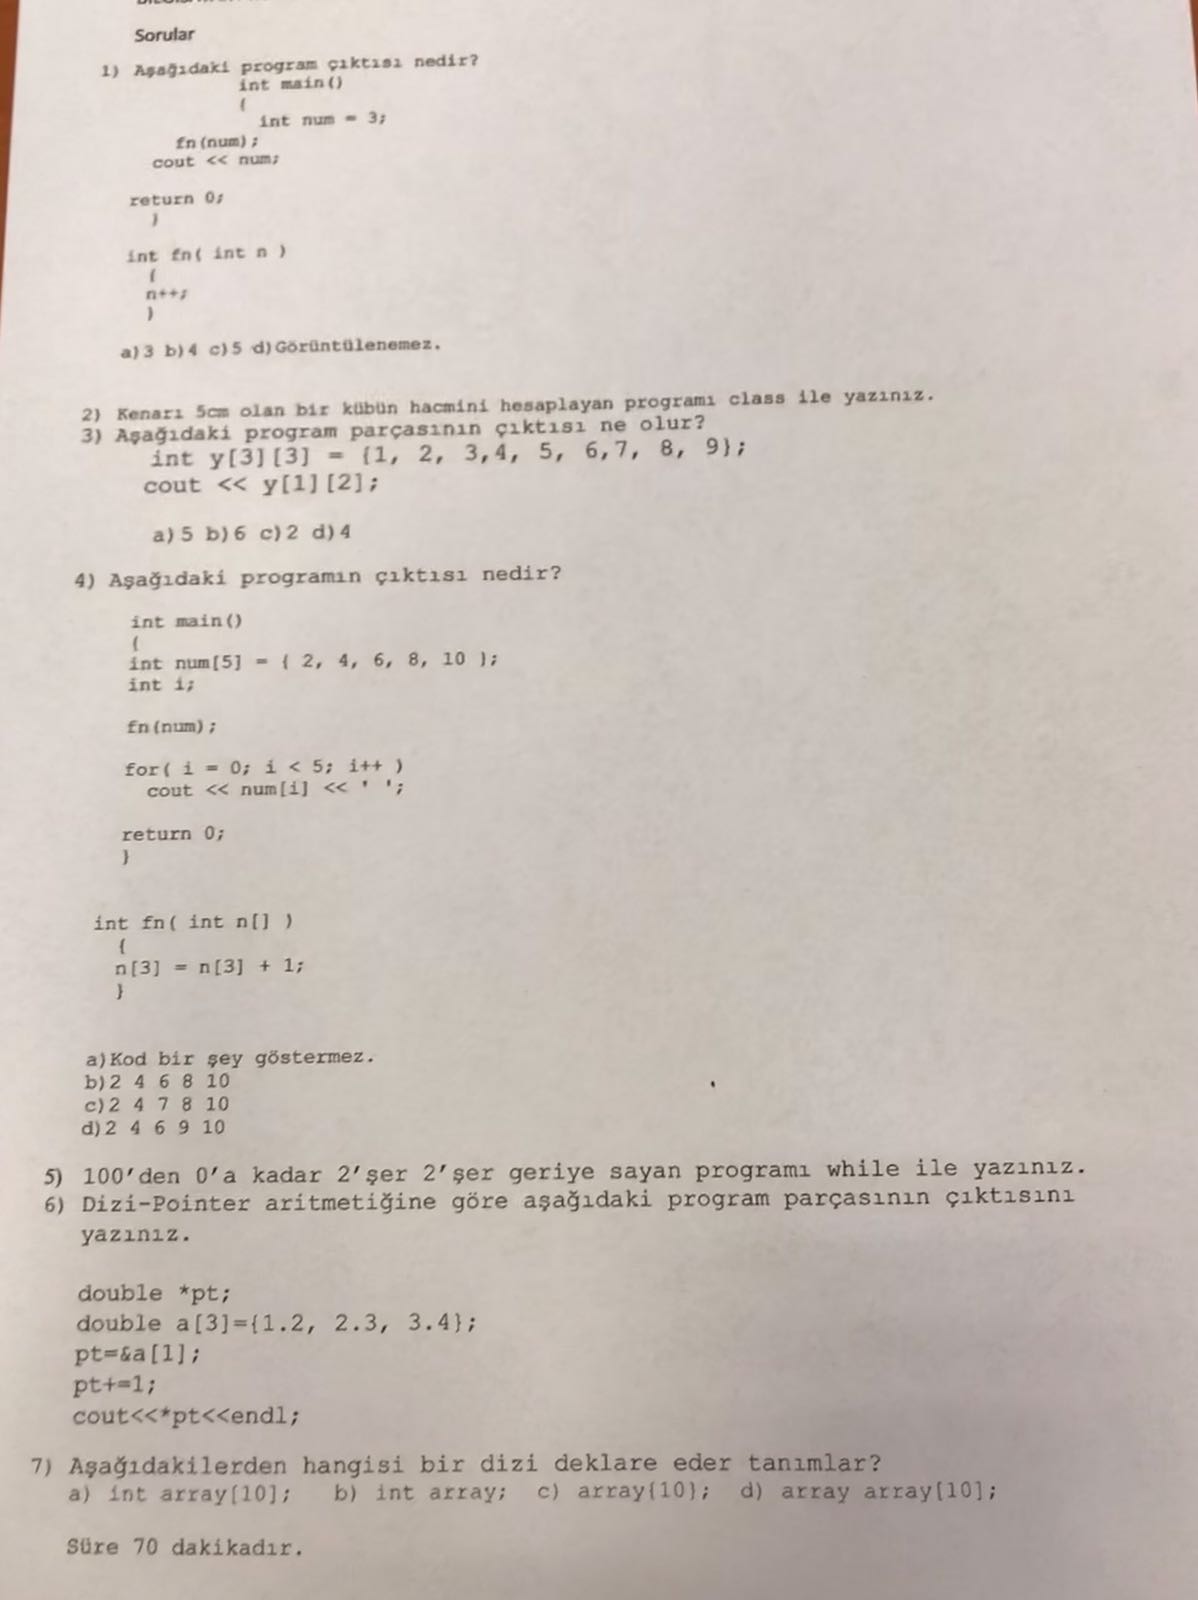 Sorular
1) Aşağıdaki program çıktısı nedir?
int main()
{
int num = 3;
fn(num);
cout << num;
return 0;
}
int fn( int n )
{
n++;
}
a)3 b)4 c)5 d)Görüntülenemez.
2) Kenarı 5cm olan bir kübün hacmini hesaplayan programı class ile yazınız.
3) Aşağıdaki program parçasının çıktısı ne olur?
int y[3][3] = {1, 2, 3,4, 5, 6,7, 8, 9};
cout << y[1][2];
a)5 b)6 c)2 d)4
4) Aşağıdaki programın çıktısı nedir?
int main()
{
int num[5] = { 2, 4, 6, 8, 10 };
int i;
fn(num);
for( i = 0; i < 5; i++ )
cout << num[i] << ' ';
return 0;
}
int fn( int n[] )
{
n[3] = n[3] + 1;
}
a)Kod bir şey göstermez.
b)2 4 6 8 10
c)2 4 7 8 10
d)2 4 6 9 10
5) 100'den 0'a kadar 2'şer 2'şer geriye sayan programı while ile yazınız.
6) Dizi-Pointer aritmetiğine göre aşağıdaki program parçasının çıktısını
yazınız.
double *pt;
double a[3]={1.2, 2.3, 3.4};
pt=&a[1];
pt+=1;
cout<<*pt<<endl;
7) Aşağıdakilerden hangisi bir dizi deklare eder tanımlar?
a) int array[10]; b) int array; c) array{10}; d) array array[10];
Süre 70 dakikadır.